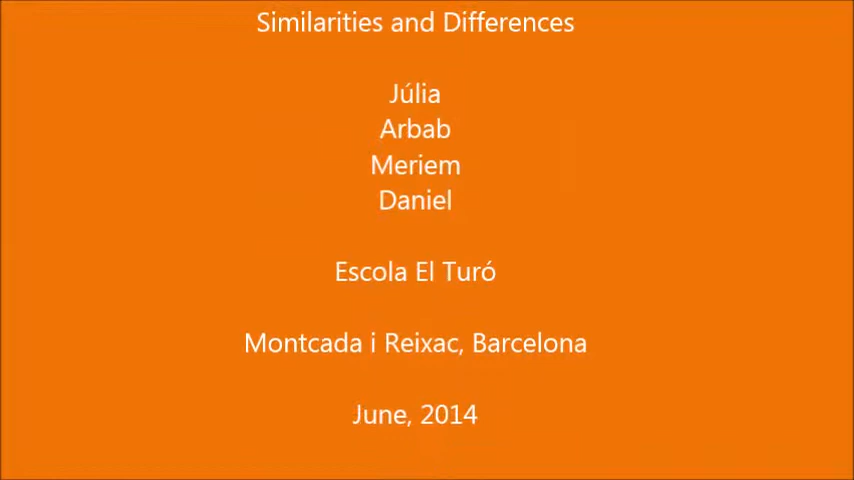 Similarities and Differences
Júlia
Arbab
Meriem
Daniel
Escola El Turó
Montcada i Reixac, Barcelona
June, 2014